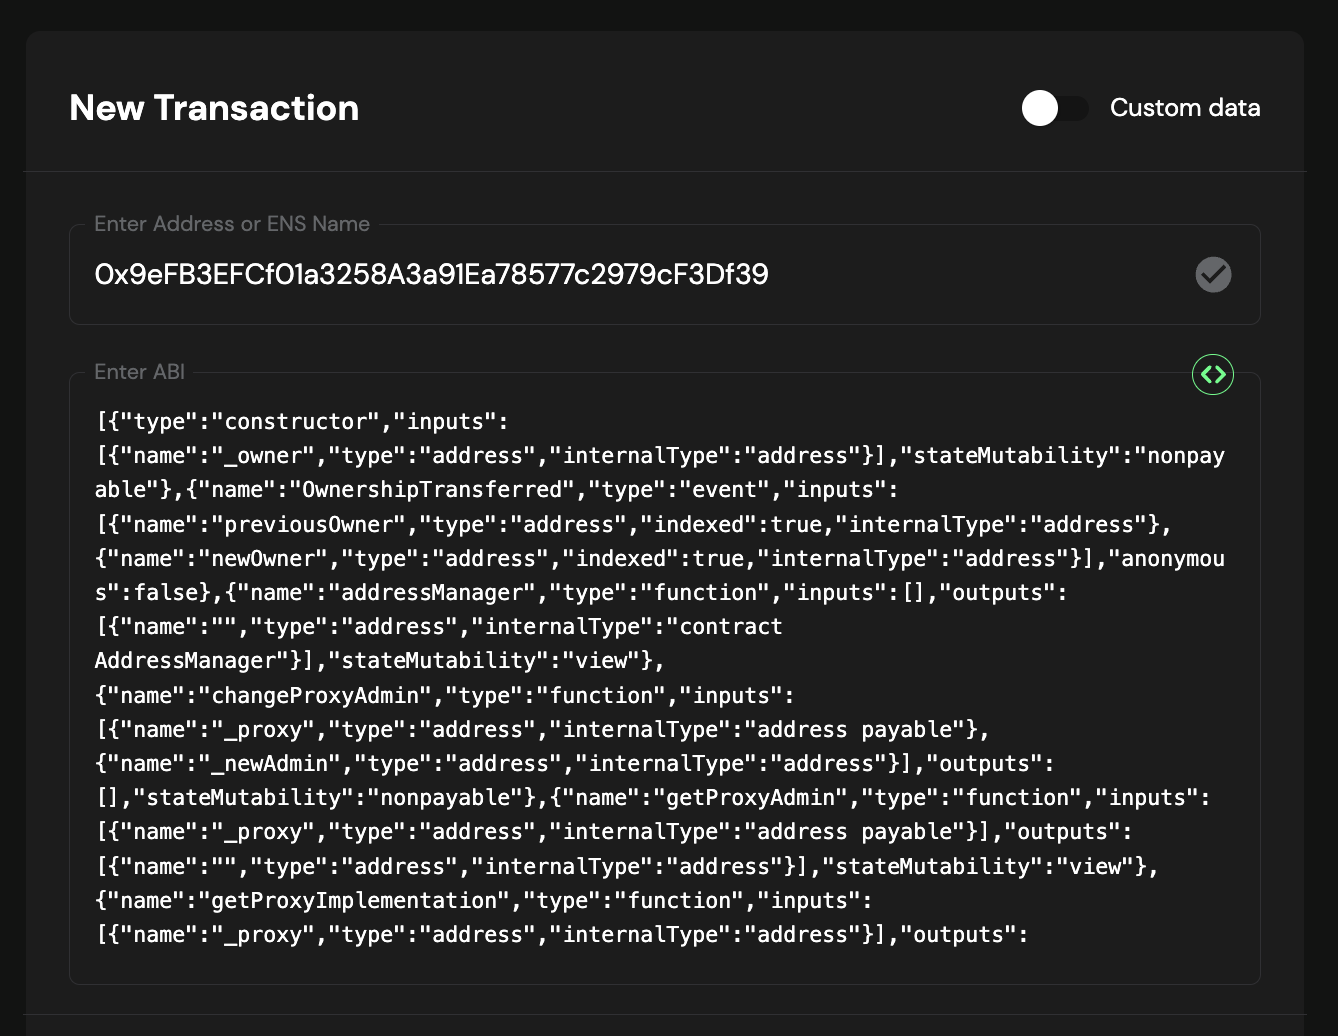 New Transaction
Custom data
Enter Address or ENS Name
0x9eFB3EFCf01a3258A3a91Ea78577c2979cF3Df39
Enter ABI
[{"type":"constructor","inputs":
[{"name":"_owner","type":"address","internalType":"address"}],"stateMutability":"nonpay
able"},{"name":"OwnershipTransferred","type":"event","inputs":
[{"name":"previousOwner","type":"address","indexed":true,"internalType":"address"},
{"name":"newOwner","type":"address","indexed":true,"internalType":"address"}],"anonymou
s":false},{"name":"addressManager","type":"function","inputs":[],"outputs":
[{"name":"","type":"address","internalType":"contract
AddressManager"}],"stateMutability":"view"},
{"name":"changeProxyAdmin","type":"function","inputs":
[{"name":"_proxy","type":"address","internalType":"address payable"},
{"name":"_newAdmin","type":"address","internalType":"address"}],"outputs":
[],"stateMutability":"nonpayable"},{"name":"getProxyAdmin","type":"function","inputs":
[{"name":"_proxy","type":"address","internalType":"address payable"}],"outputs":
[{"name":"","type":"address","internalType":"address"}],"stateMutability":"view"},
{"name":"getProxyImplementation","type":"function","inputs":
[{"name":"_proxy","type":"address","internalType":"address"}],"outputs":